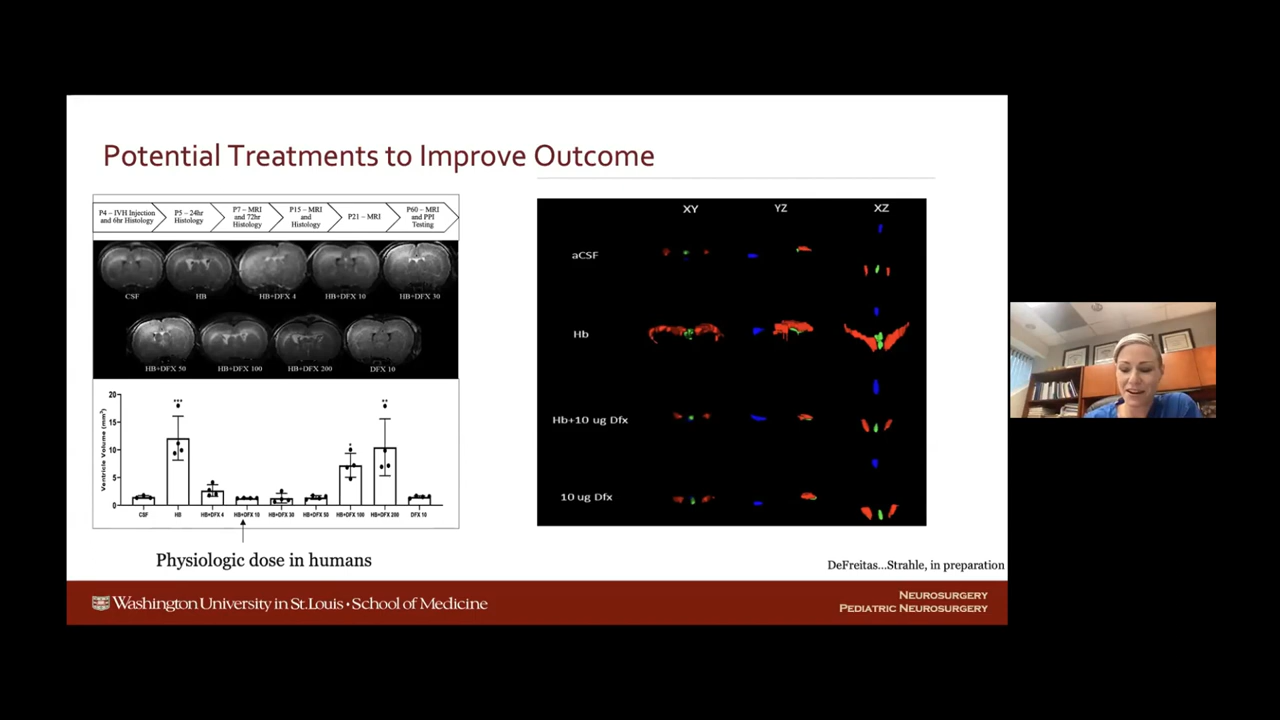 Potential Treatments to Improve Outcome
P4 – IVH Injection
and 6hr Histology
P5 – 24hr
Histology
P7 – MRI
and 72hr
Histology
P15 – MRI
and
Histology
P21 – MRI
P60 – MRI
and PPI
Testing
CSF
HB
HB+DFX 4
HB+DFX 10
HB+DFX 30
HB+DFX 50
HB+DFX 100
HB+DFX 200
DFX 10
Ventricle Volume (mm³)
20
15
10
5
0
***
*
**
CSF
HB
HB+DFX 4
HB+DFX 10
HB+DFX 30
HB+DFX 50
HB+DFX 100
HB+DFX 200
DFX 10
Physiologic dose in humans
XY YZ XZ
aCSF
Hb
Hb+10 ug Dfx
10 ug Dfx
DeFreitas...Strahle, in preparation
Washington University in St. Louis • School of Medicine
Neurosurgery
Pediatric Neurosurgery